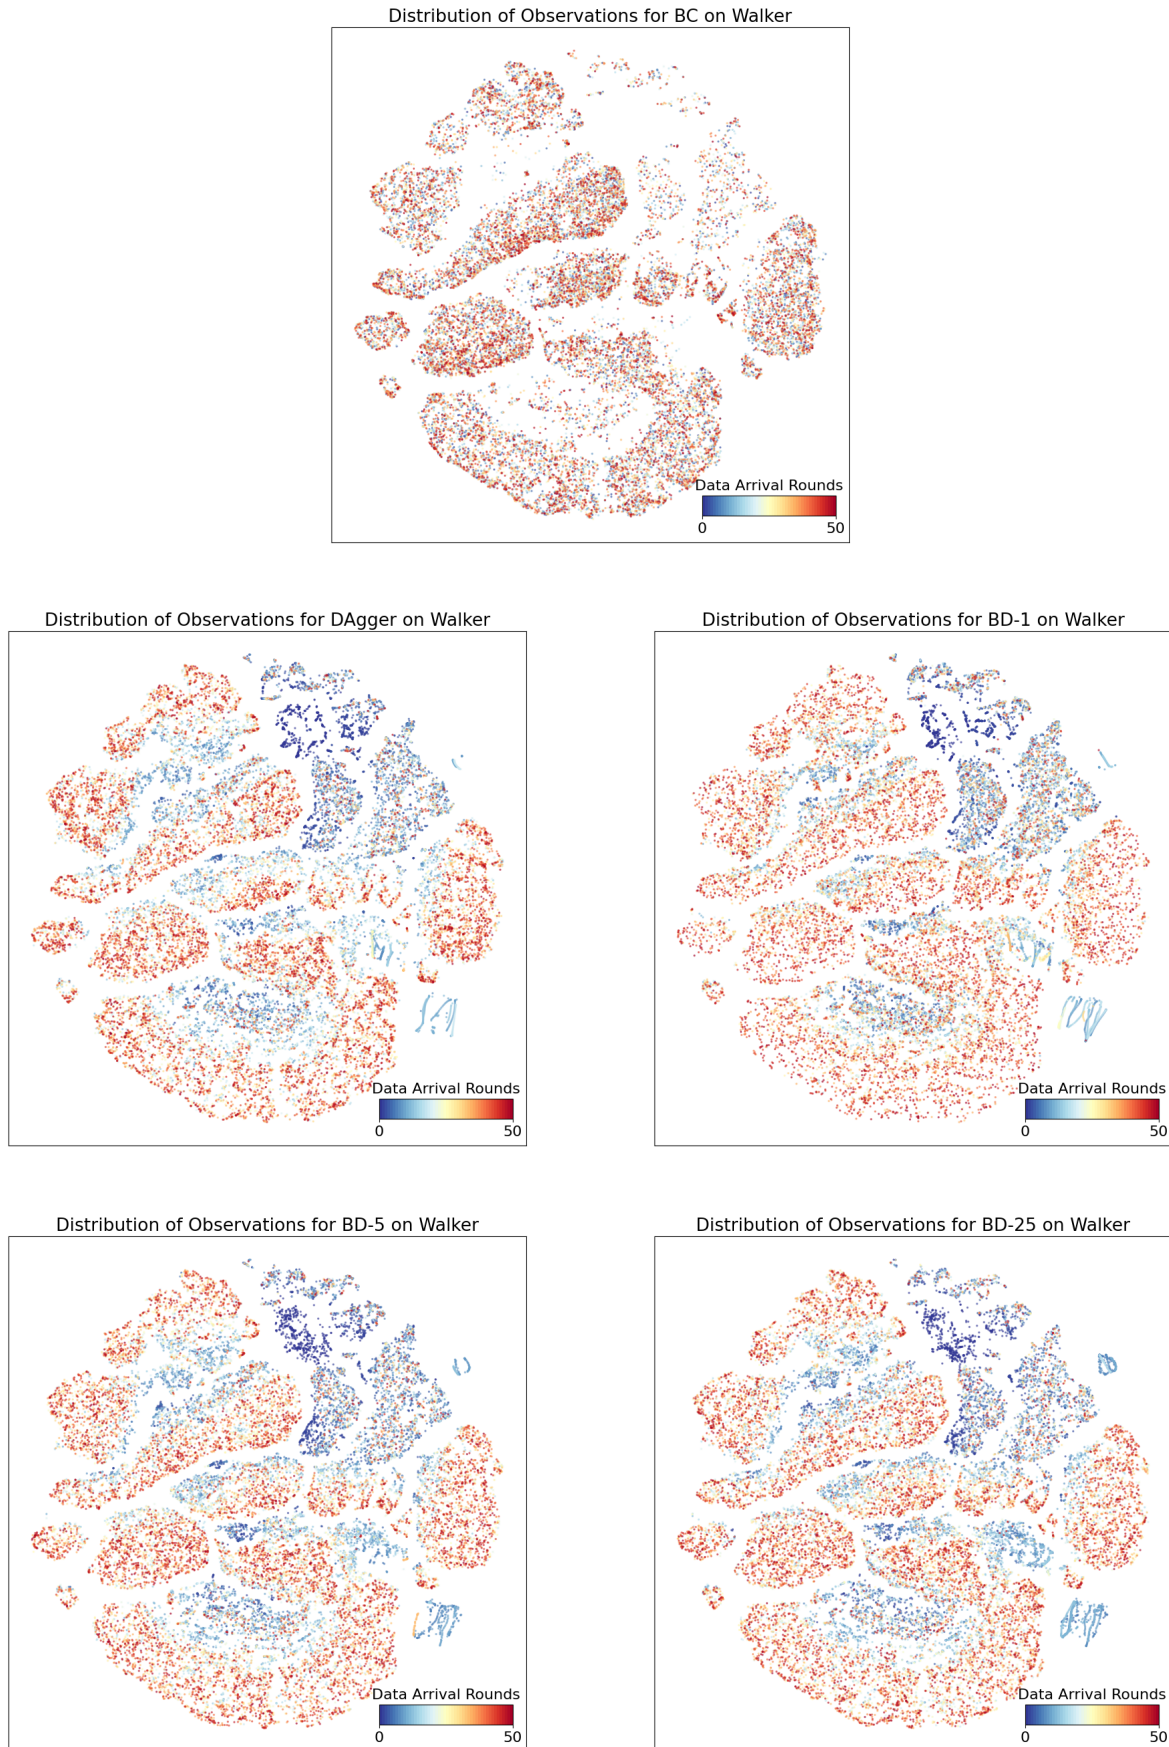 Distribution of Observations for BC on Walker
Data Arrival Rounds
0 50
Distribution of Observations for DAgger on Walker
Data Arrival Rounds
0 50
Distribution of Observations for BD-1 on Walker
Data Arrival Rounds
0 50
Distribution of Observations for BD-5 on Walker
Data Arrival Rounds
0 50
Distribution of Observations for BD-25 on Walker
Data Arrival Rounds
0 50